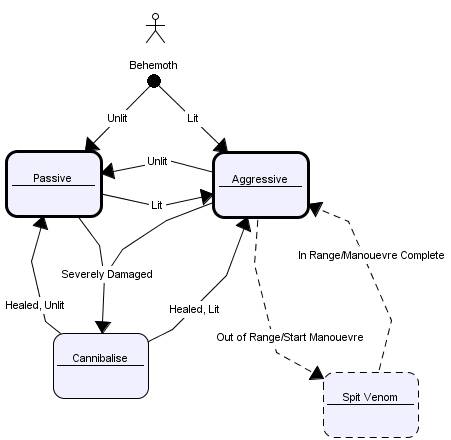 Behemoth
Unlit
Lit
Unlit
Passive
Aggressive
Lit
In Range/Manouevre Complete
Severely Damaged
Healed, Unlit
Healed, Lit
Out of Range/Start Manouevre
Cannibalise
Spit Venom